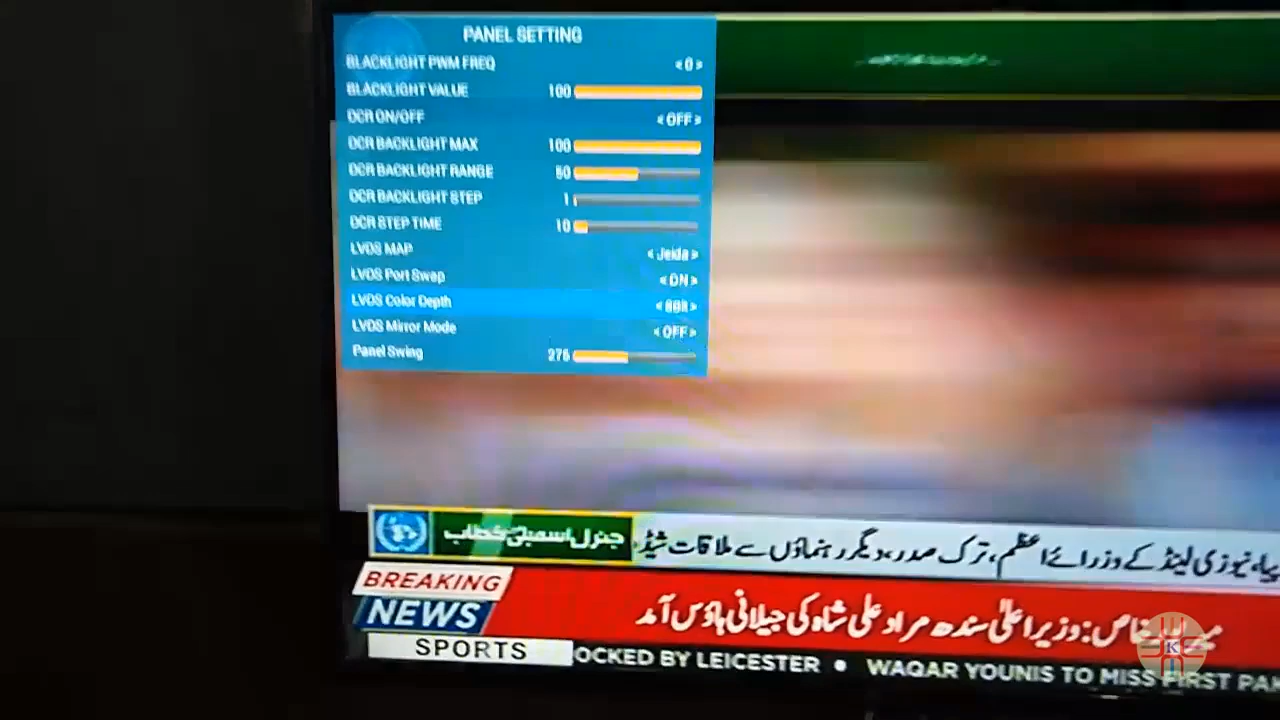 PANEL SETTING
BLACKLIGHT PWM FREQ <0>
BLACKLIGHT VALUE 100
DCR ON/OFF <OFF>
DCR BACKLIGHT MAX 100
DCR BACKLIGHT RANGE 50
DCR BACKLIGHT STEP 1
DCR STEP TIME 10
LVDS MAP <Jeida>
LVDS Port Swap <ON>
LVDS Color Depth <8Bit>
LVDS Mirror Mode <OFF>
Panel Swing 275
جنرل اسمبلی خطاب
نیوزی لینڈ کے وزرائے اعظم، ترک صدر، دیگر رہنماؤں سے ملاقات شیڈ
BREAKING
NEWS
خاص: وزیراعلیٰ سندھ مراد علی شاہ کی جیلانی ہاؤس آمد
SPORTS
OCKED BY LEICESTER • WAQAR YOUNIS TO MISS FIRST PAK
K